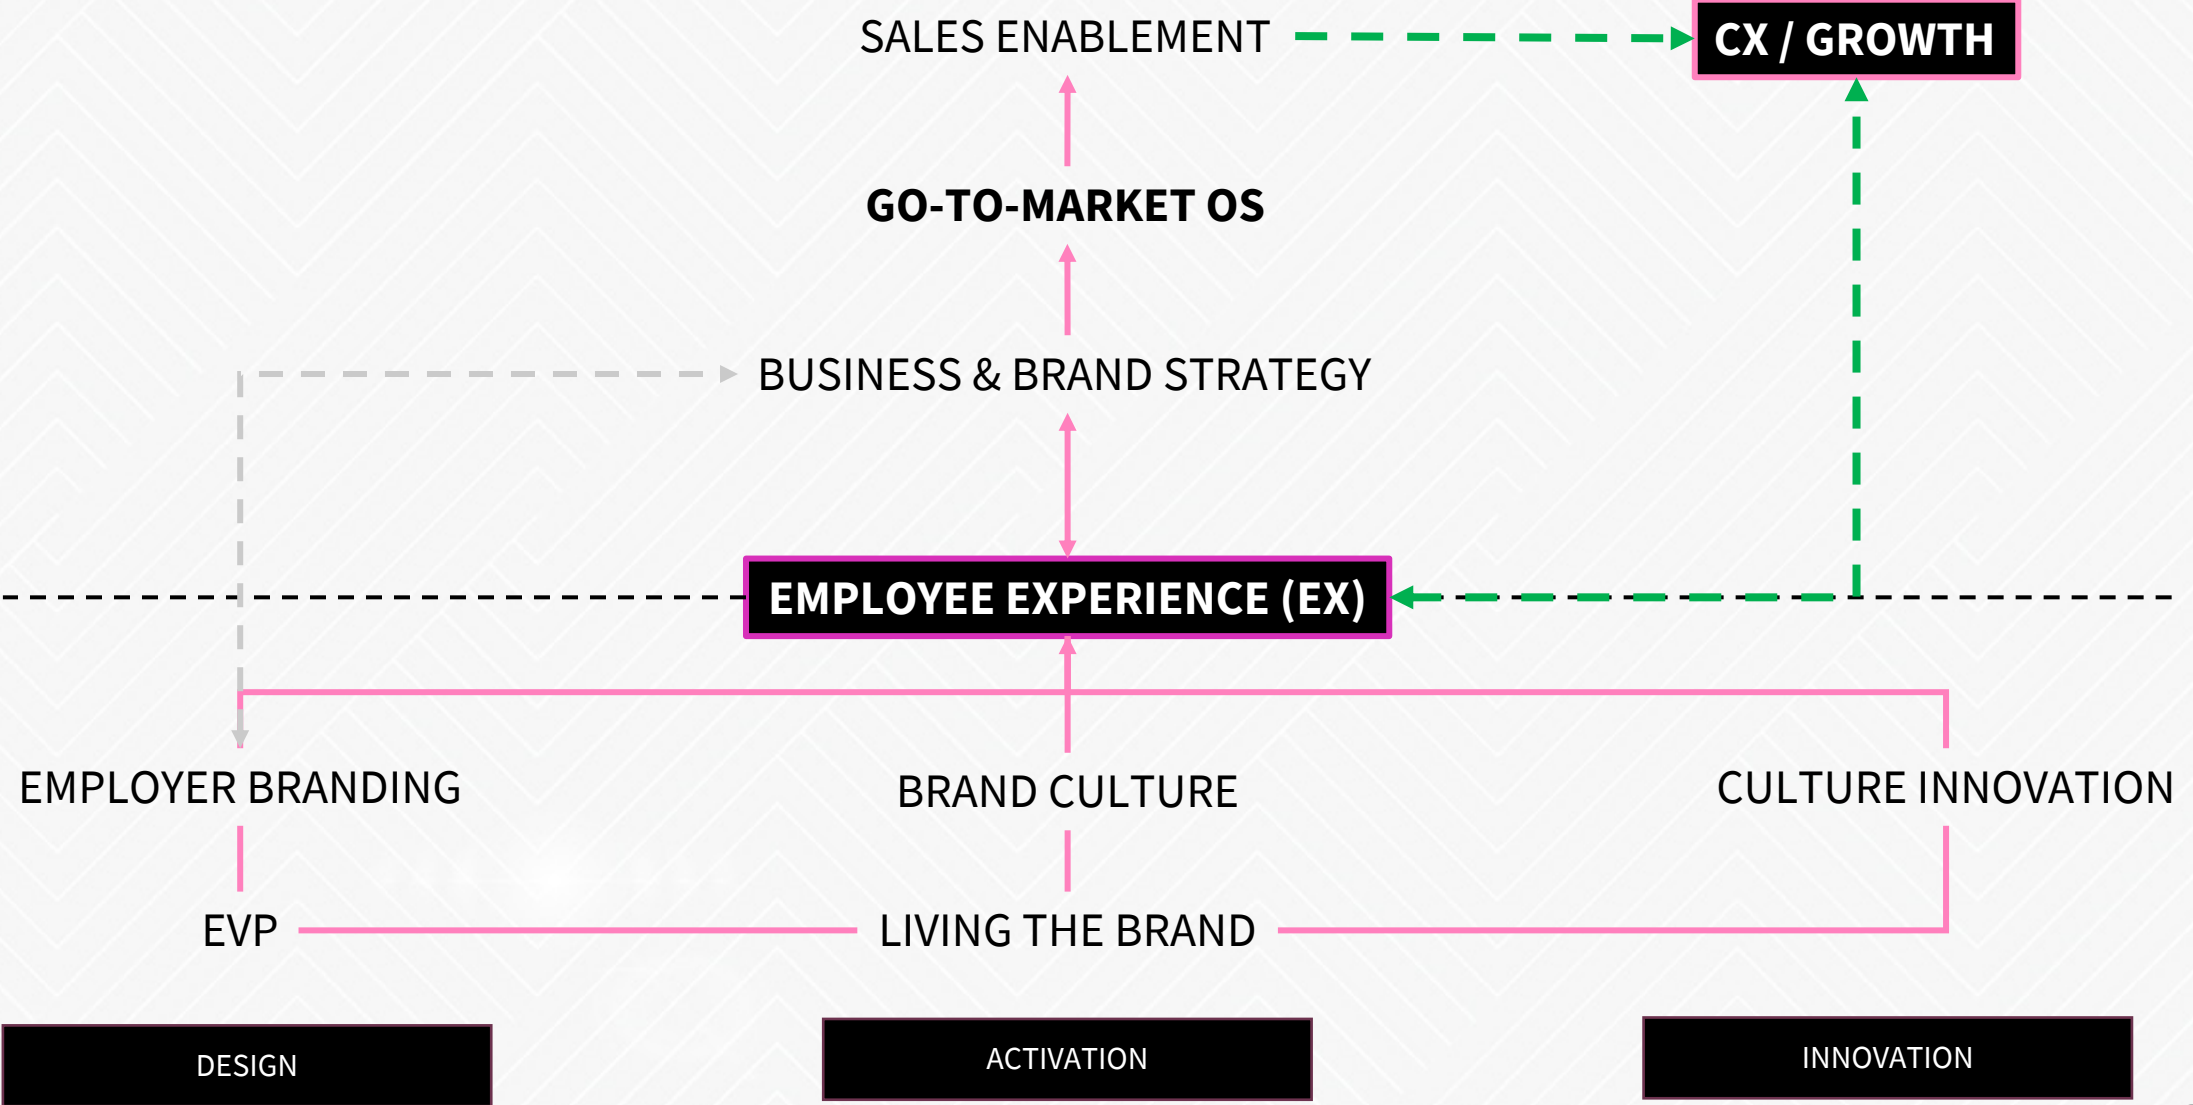 SALES ENABLEMENT
CX / GROWTH
GO-TO-MARKET OS
BUSINESS & BRAND STRATEGY
EMPLOYEE EXPERIENCE (EX)
EMPLOYER BRANDING
BRAND CULTURE
CULTURE INNOVATION
EVP
LIVING THE BRAND
DESIGN
ACTIVATION
INNOVATION